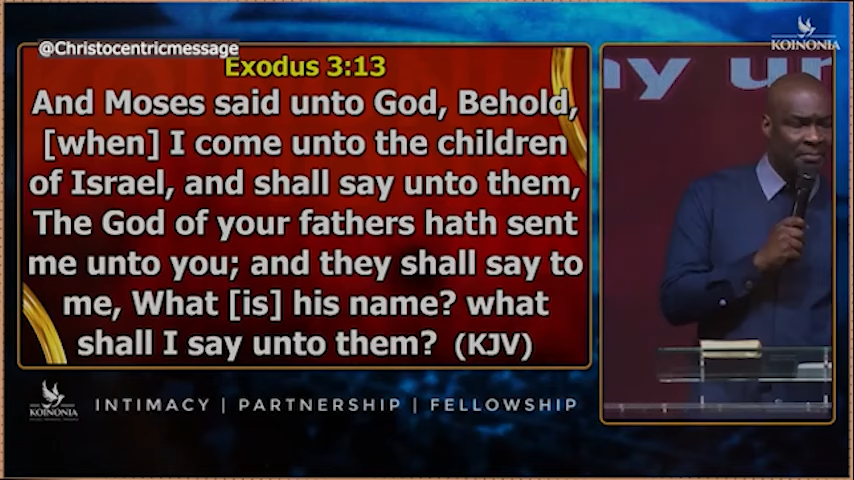 @Christocentricmessage
KOINONIA
Exodus 3:13
And Moses said unto God, Behold,
[when] I come unto the children
of Israel, and shall say unto them,
The God of your fathers hath sent
me unto you; and they shall say to
me, What [is] his name? what
shall I say unto them? (KJV)
KOINONIA
INTIMACY | PARTNERSHIP | FELLOWSHIP